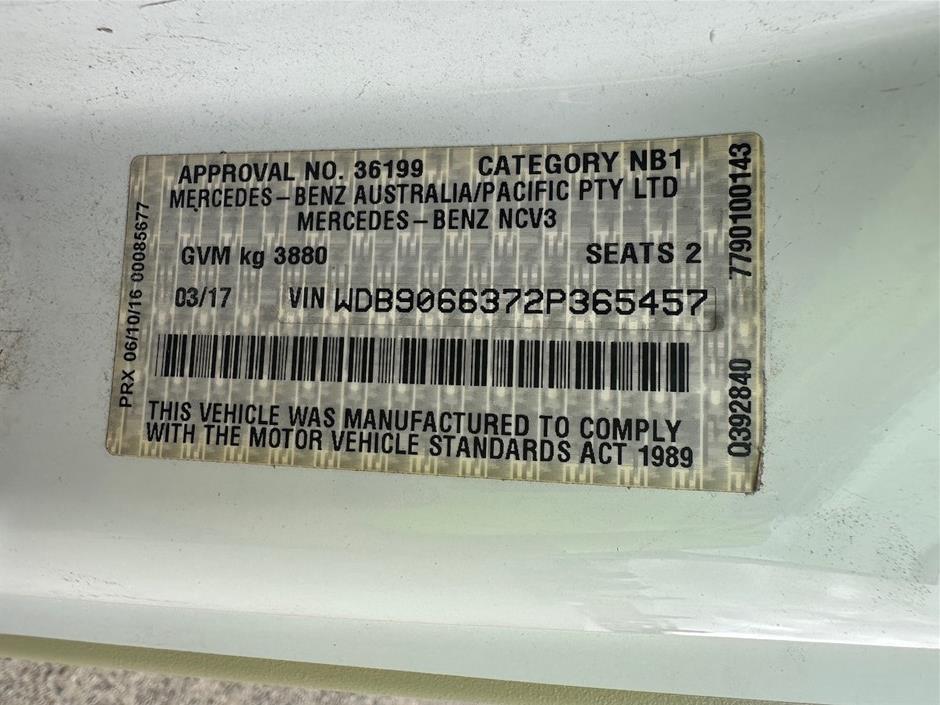 APPROVAL NO. 36199 CATEGORY NB1
MERCEDES-BENZ AUSTRALIA/PACIFIC PTY LTD
MERCEDES-BENZ NCV3
GVM kg 3880 SEATS 2
03/17 VIN WDB9066372P365457
THIS VEHICLE WAS MANUFACTURED TO COMPLY
WITH THE MOTOR VEHICLE STANDARDS ACT 1989
PRX 06/10/16 00085677
Q392840 7790100143